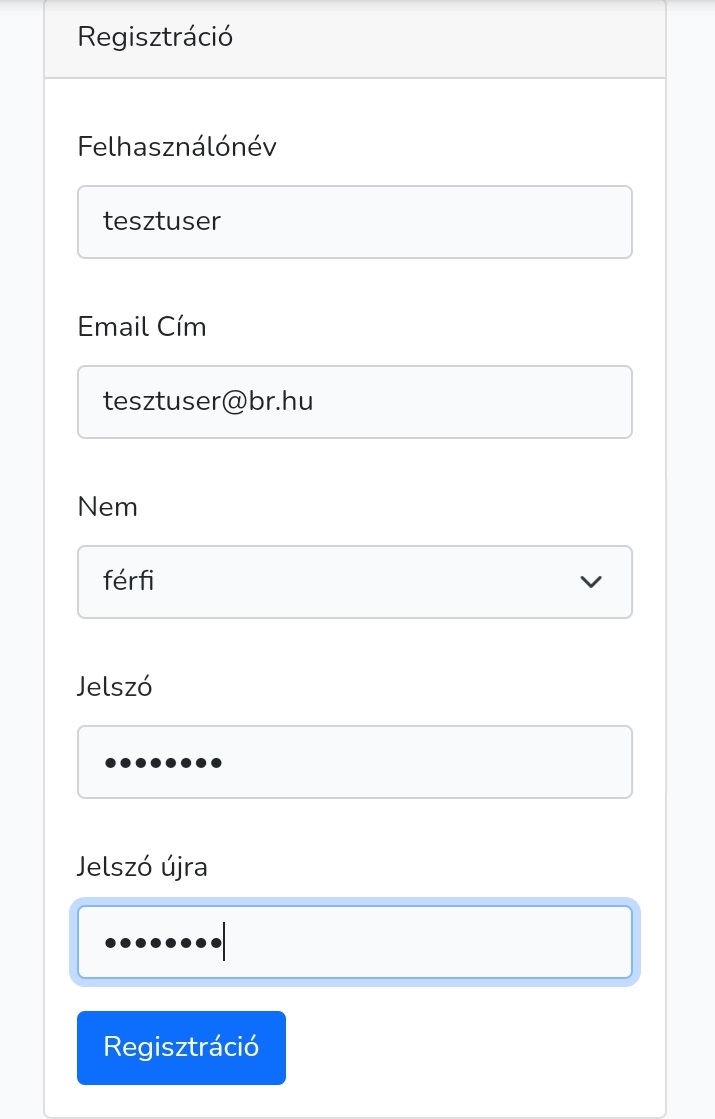 Regisztráció
Felhasználónév
tesztuser
Email Cím
tesztuser@br.hu
Nem
férfi
Jelszó
••••••••
Jelszó újra
••••••••
Regisztráció